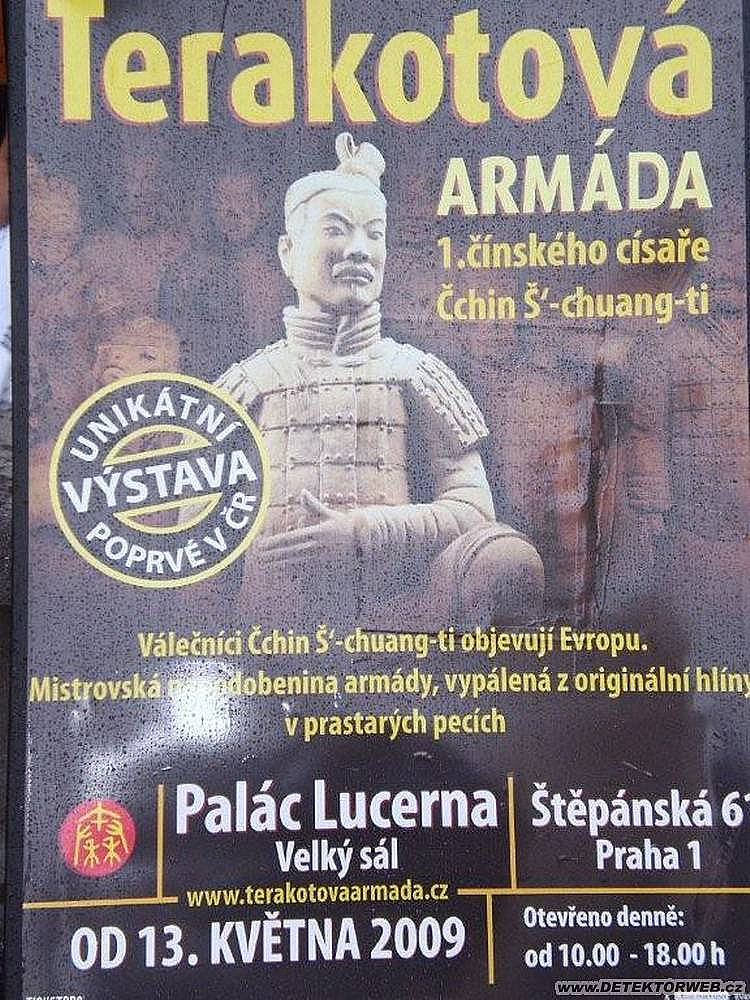 Terakotová
ARMÁDA
1.čínského císaře
Čchin Š‘-chuang-ti
UNIKÁTNÍ
VÝSTAVA
POPRVÉ V ČR
Válečníci Čchin Š‘-chuang-ti objevují Evropu.
Mistrovská armády, vypálená z originální hlíny
v prastarých pecích
秦
Palác Lucerna
Velký sál
Štěpánská 61
Praha 1
www.terakotovaarmada.cz
OD 13. KVĚTNA 2009
Otevřeno denně:
od 10.00 - 18.00 h
www.DETEKTORWEB.cz